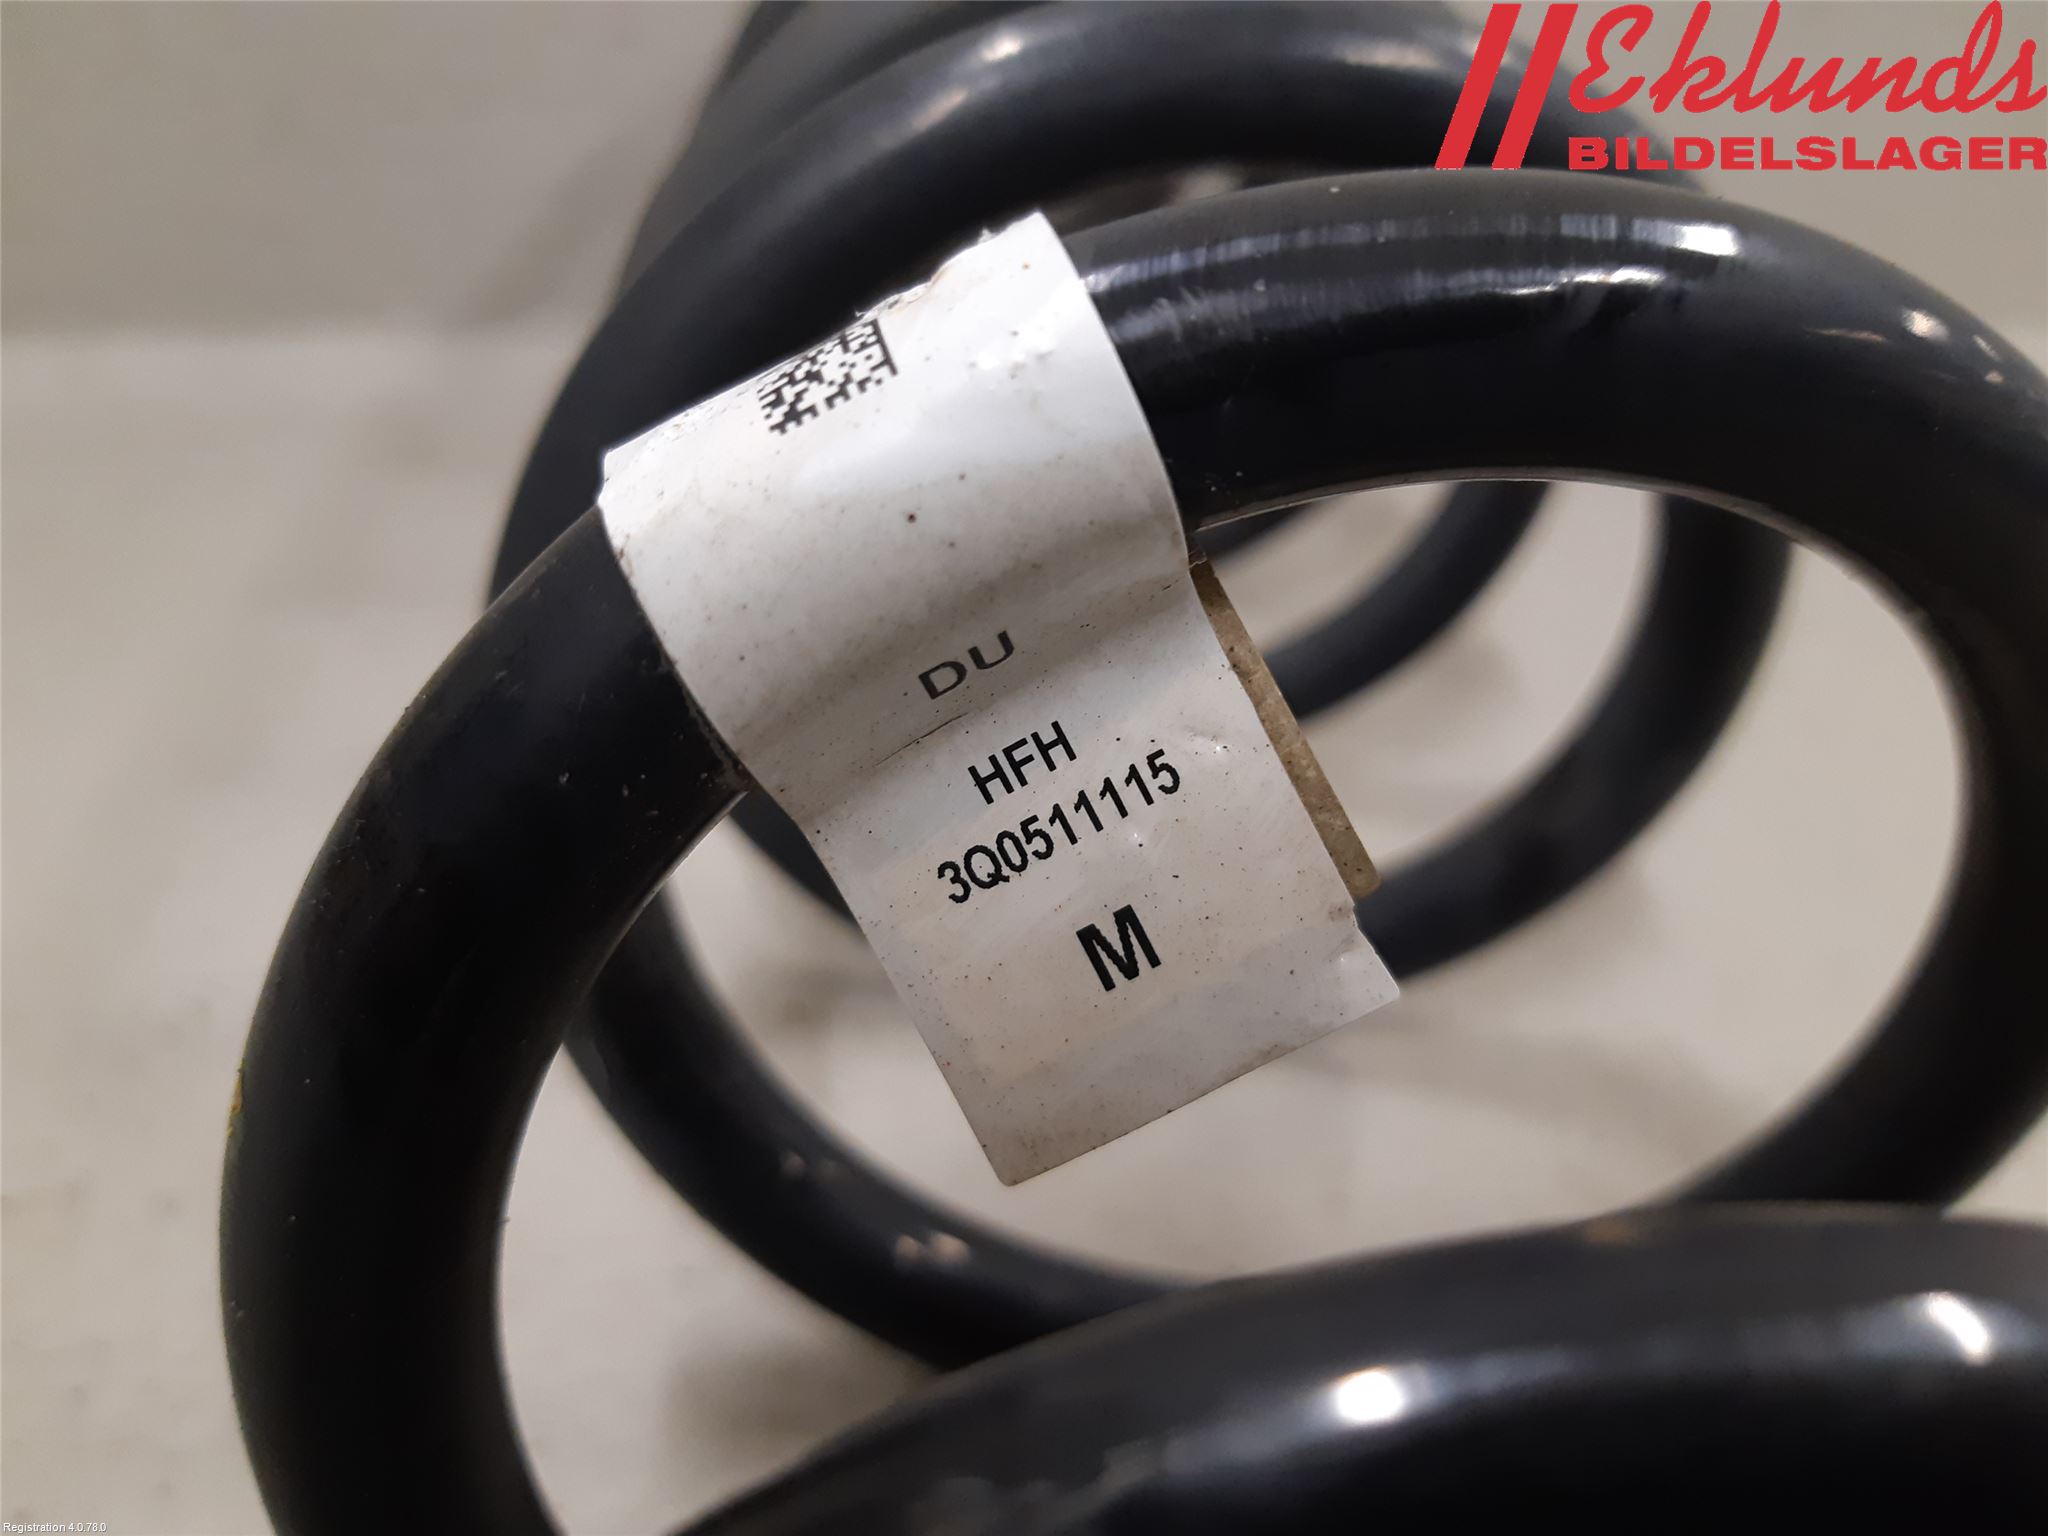 Eklunds
BILDELSLAGER
DU
HFH
3Q0511115
M
Registration 4.0.78.0